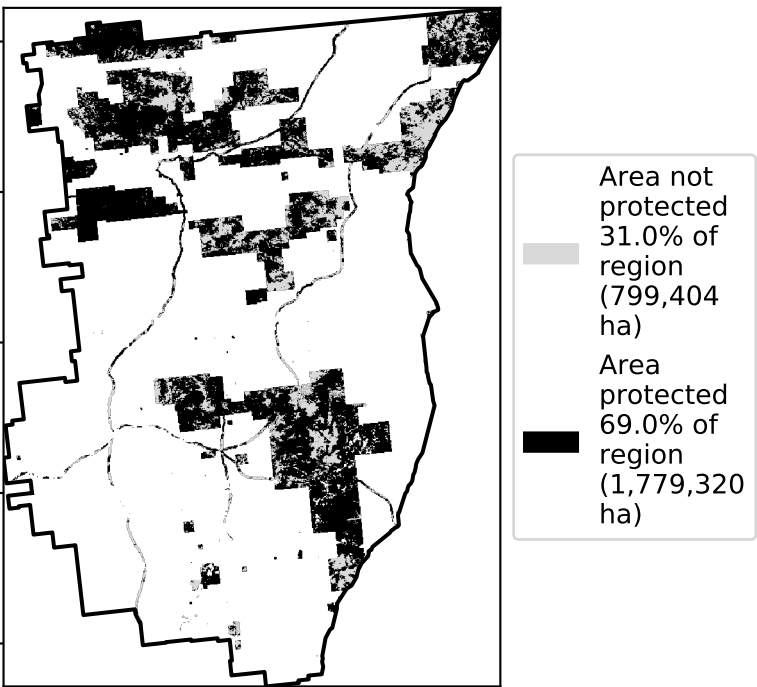 Area not
protected
31.0% of
region
(799,404
ha)
Area
protected
69.0% of
region
(1,779,320
ha)